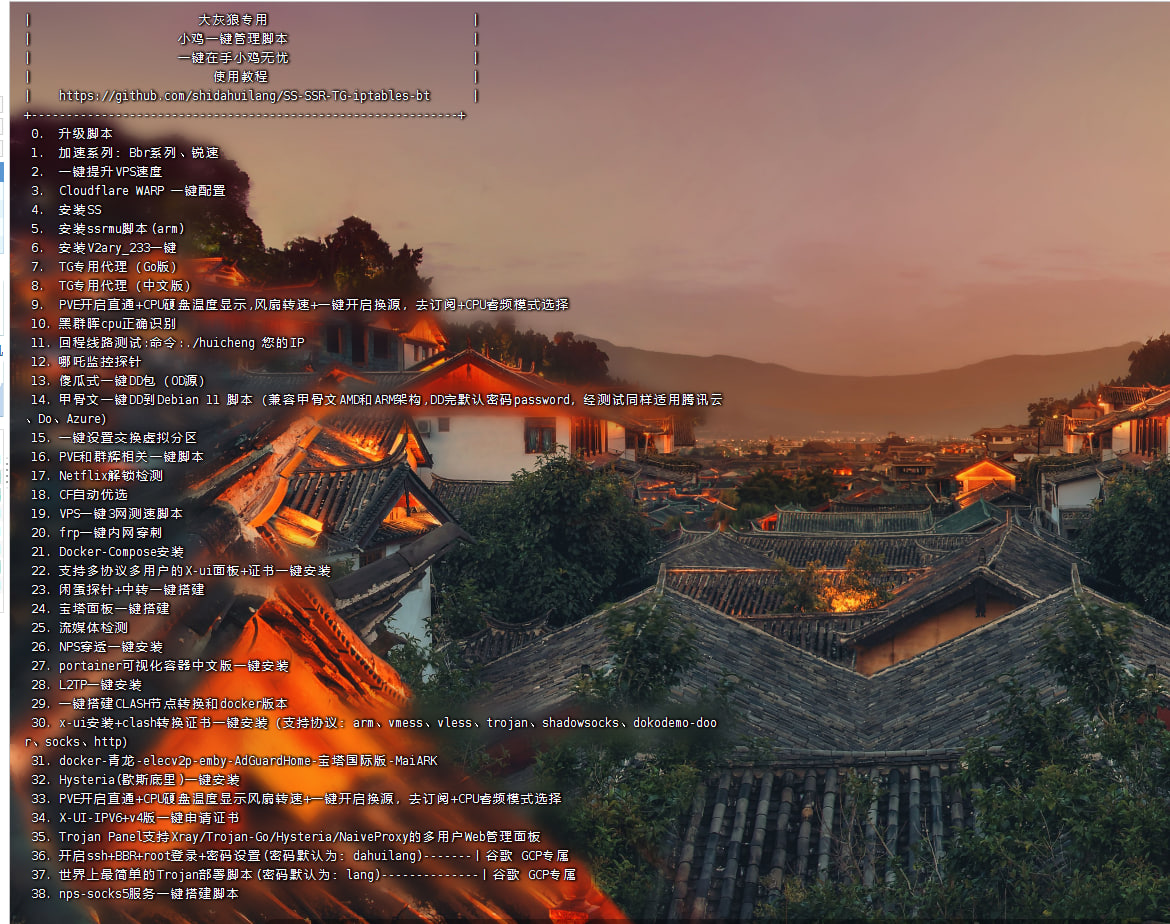 大灰狼专用
小鸡一键管理脚本
一键在手小鸡无忧
使用教程
https://github.com/shidahuilang/SS-SSR-TG-iptables-bt
0. 升级脚本
1. 加速系列: Bbr系列、锐速
2. 一键提升VPS速度
3. Cloudflare WARP 一键配置
4. 安装SS
5. 安装ssrmu脚本(arm)
6. 安装V2ary_233一键
7. TG专用代理 (Go版)
8. TG专用代理 (中文版)
9. PVE开启直通+CPU硬盘温度显示,风扇转速+一键开启换源, 去订阅+CPU睿频模式选择
10. 黑群晖cpu正确识别
11. 回程线路测试:命令:./huicheng 您的IP
12. 哪吒监控探针
13. 傻瓜式一键DD包 (OD源)
14. 甲骨文一键DD到Debian 11 脚本 (兼容甲骨文AMD和ARM架构,DD完默认密码password, 经测试同样适用腾讯云
、Do、Azure)
15. 一键设置交换虚拟分区
16. PVE和群辉相关一键脚本
17. Netflix解锁检测
18. CF自动优选
19. VPS一键3网测速脚本
20. frp一键内网穿刺
21. Docker-Compose安装
22. 支持多协议多用户的X-ui面板+证书一键安装
23. 闲蛋探针+中转一键搭建
24. 宝塔面板一键搭建
25. 流媒体检测
26. NPS穿透一键安装
27. portainer可视化容器中文版一键安装
28. L2TP一键安装
29. 一键搭建CLASH节点转换和docker版本
30. x-ui安装+clash转换证书一键安装 (支持协议: arm、vmess、vless、trojan、shadowsocks、dokodemo-doo
r、socks、http)
31. docker-青龙-elecv2p-emby-AdGuardHome-宝塔国际版-MaiARK
32. Hysteria(歇斯底里)一键安装
33. PVE开启直通+CPU硬盘温度显示风扇转速+一键开启换源, 去订阅+CPU睿频模式选择
34. X-UI-IPV6+v4版一键申请证书
35. Trojan Panel支持Xray/Trojan-Go/Hysteria/NaiveProxy的多用户Web管理面板
36. 开启ssh+BBR+root登录+密码设置(密码默认为: dahuilang)-------|谷歌 GCP专属
37. 世界上最简单的Trojan部署脚本(密码默认为: lang)--------------|谷歌 GCP专属
38. nps-socks5服务一键搭建脚本